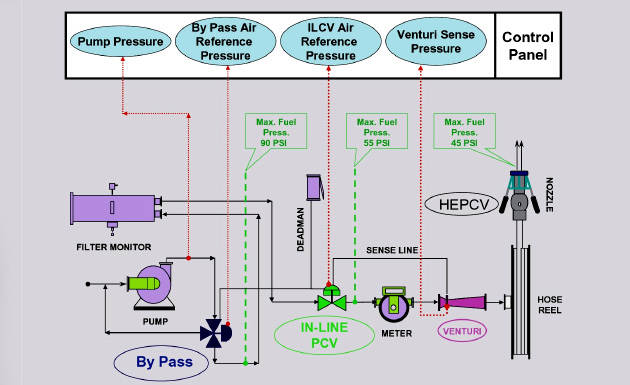 Pump Pressure
By Pass Air
Reference
Pressure
ILCV Air
Reference
Pressure
Venturi Sense
Pressure
Control
Panel
Max. Fuel
Press.
90 PSI
Max. Fuel
Press.
55 PSI
Max. Fuel
Press.
45 PSI
HEPCV
NOZZLE
DEADMAN
FILTER MONITOR
SENSE LINE
PUMP
By Pass
IN-LINE
PCV
METER
VENTURI
HOSE
REEL